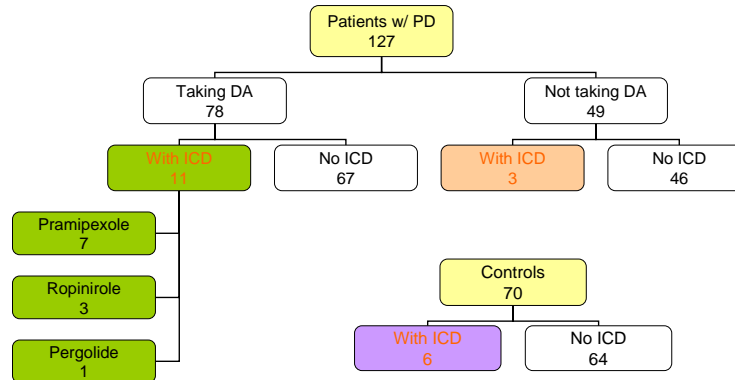 Patients w/ PD
127
Taking DA
78
Not taking DA
49
With ICD
11
No ICD
67
With ICD
3
No ICD
46
Pramipexole
7
Ropinirole
3
Pergolide
1
Controls
70
With ICD
6
No ICD
64